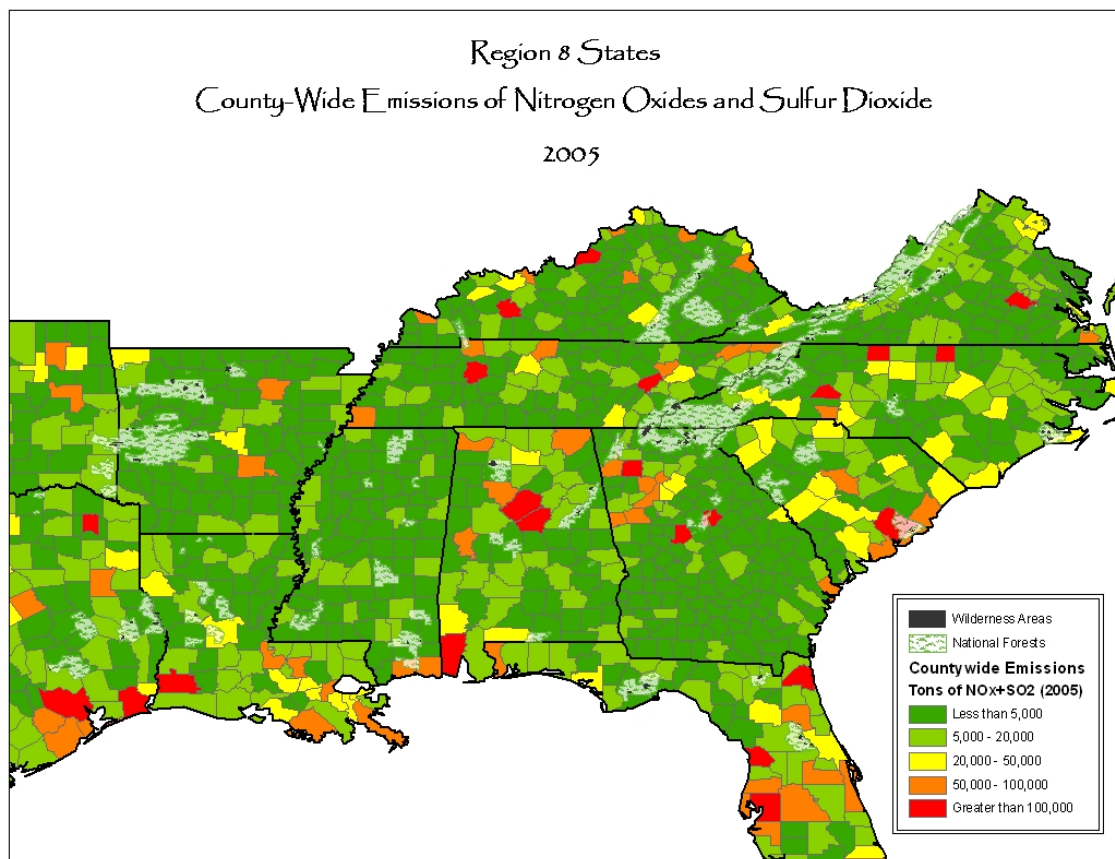 Region 8 States
County-Wide Emissions of Nitrogen Oxides and Sulfur Dioxide
2005
Wilderness Areas
National Forests
Countywide Emissions
Tons of NOx+SO2 (2005)
Less than 5,000
5,000 - 20,000
20,000 - 50,000
50,000 - 100,000
Greater than 100,000